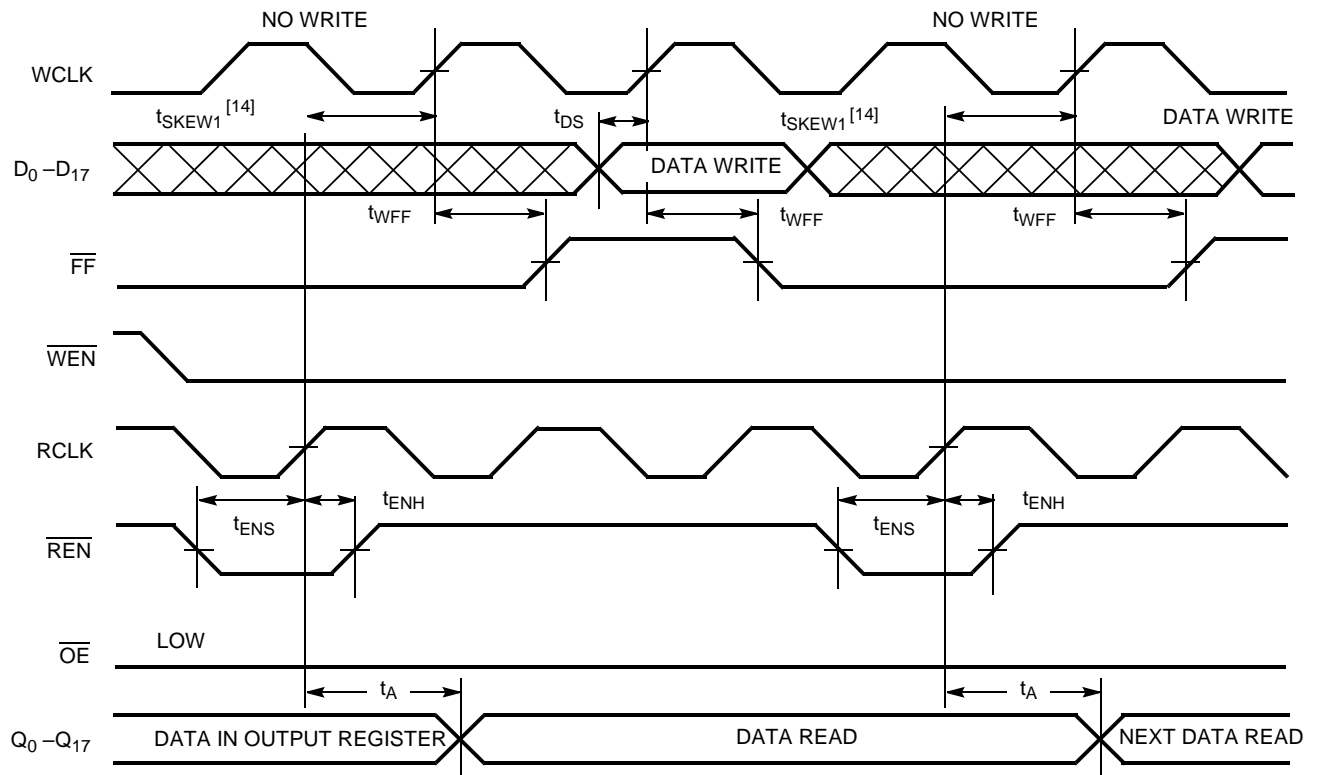 NO WRITE NO WRITE
WCLK
tSKEW1 [14] tDS tSKEW1 [14] DATA WRITE
D0 –D17 DATA WRITE
tWFF tWFF tWFF
FF
WEN
RCLK
tENH tENH
tENS tENS
REN
LOW
OE
tA tA
Q0 –Q17 DATA IN OUTPUT REGISTER DATA READ NEXT DATA READ